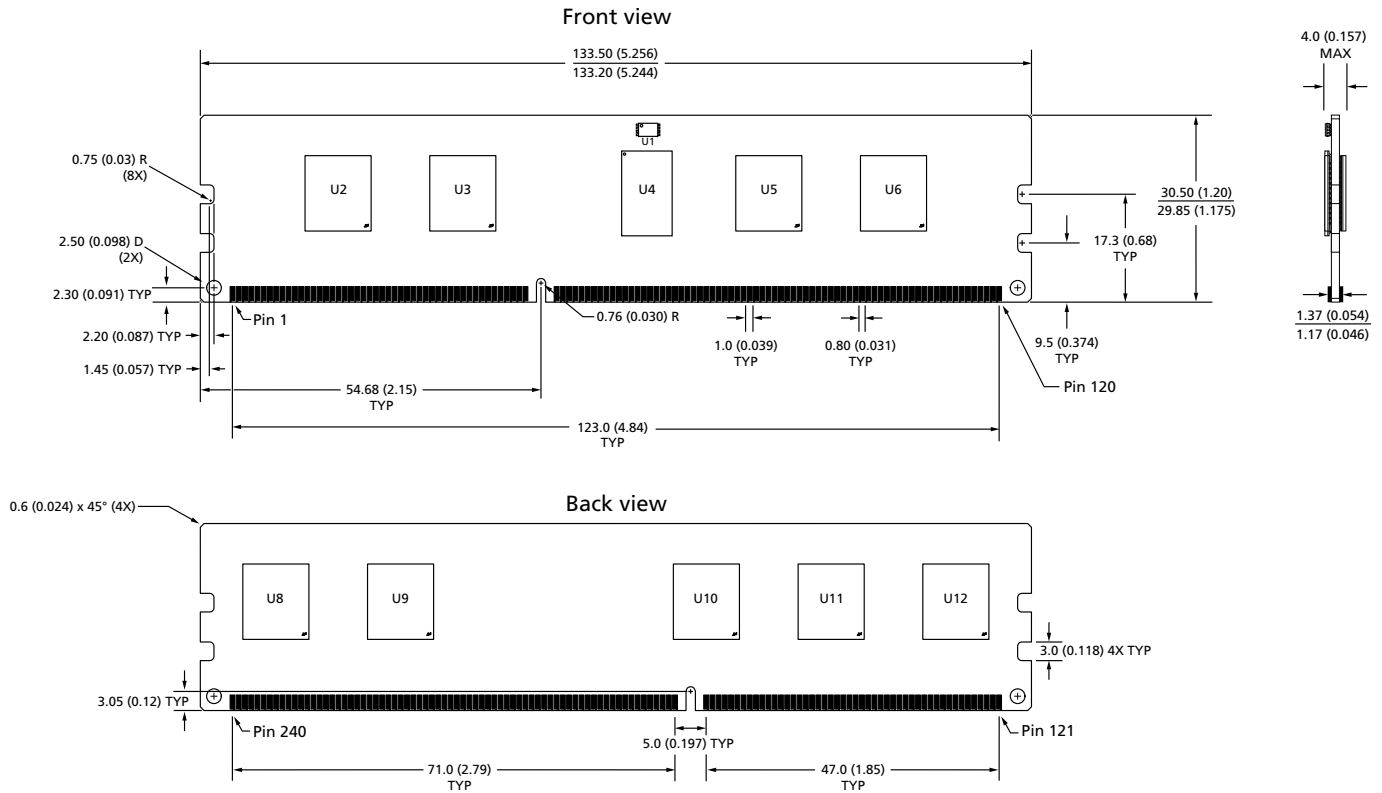 Front view
133.50 (5.256)
133.20 (5.244)
4.0 (0.157)
MAX
U1
0.75 (0.03) R
(8X)
U2
U3
U4
U5
U6
30.50 (1.20)
29.85 (1.175)
17.3 (0.68)
TYP
2.50 (0.098) D
(2X)
2.30 (0.091) TYP
Pin 1
0.76 (0.030) R
2.20 (0.087) TYP
1.0 (0.039)
TYP
0.80 (0.031)
TYP
9.5 (0.374)
TYP
1.37 (0.054)
1.17 (0.046)
1.45 (0.057) TYP
54.68 (2.15)
TYP
Pin 120
123.0 (4.84)
TYP
Back view
0.6 (0.024) x 45° (4X)
U8
U9
U10
U11
U12
3.0 (0.118) 4X TYP
3.05 (0.12) TYP
Pin 240
5.0 (0.197) TYP
Pin 121
71.0 (2.79)
TYP
47.0 (1.85)
TYP